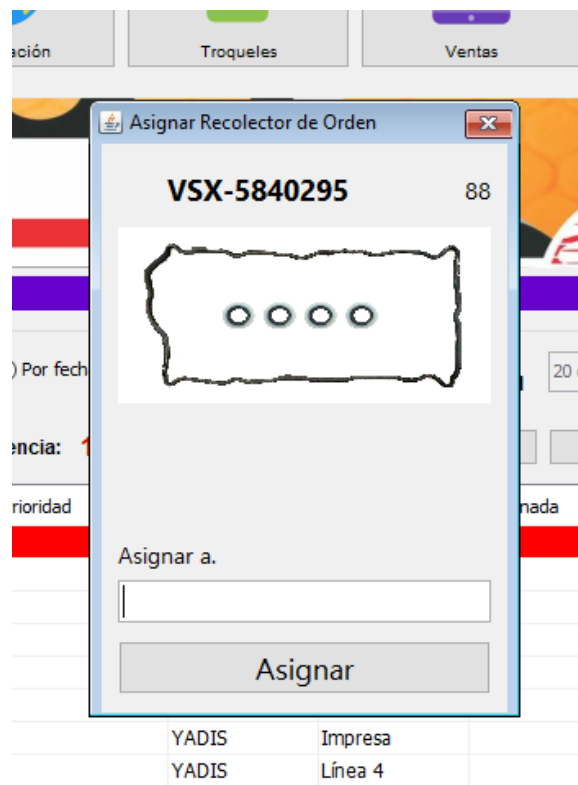 ación
Troqueles
Ventas
Asignar Recolector de Orden
VSX-5840295
88
) Por fech
20
encia:
rioridad
nada
Asignar a.
Asignar
YADIS
Impresa
YADIS
Línea 4